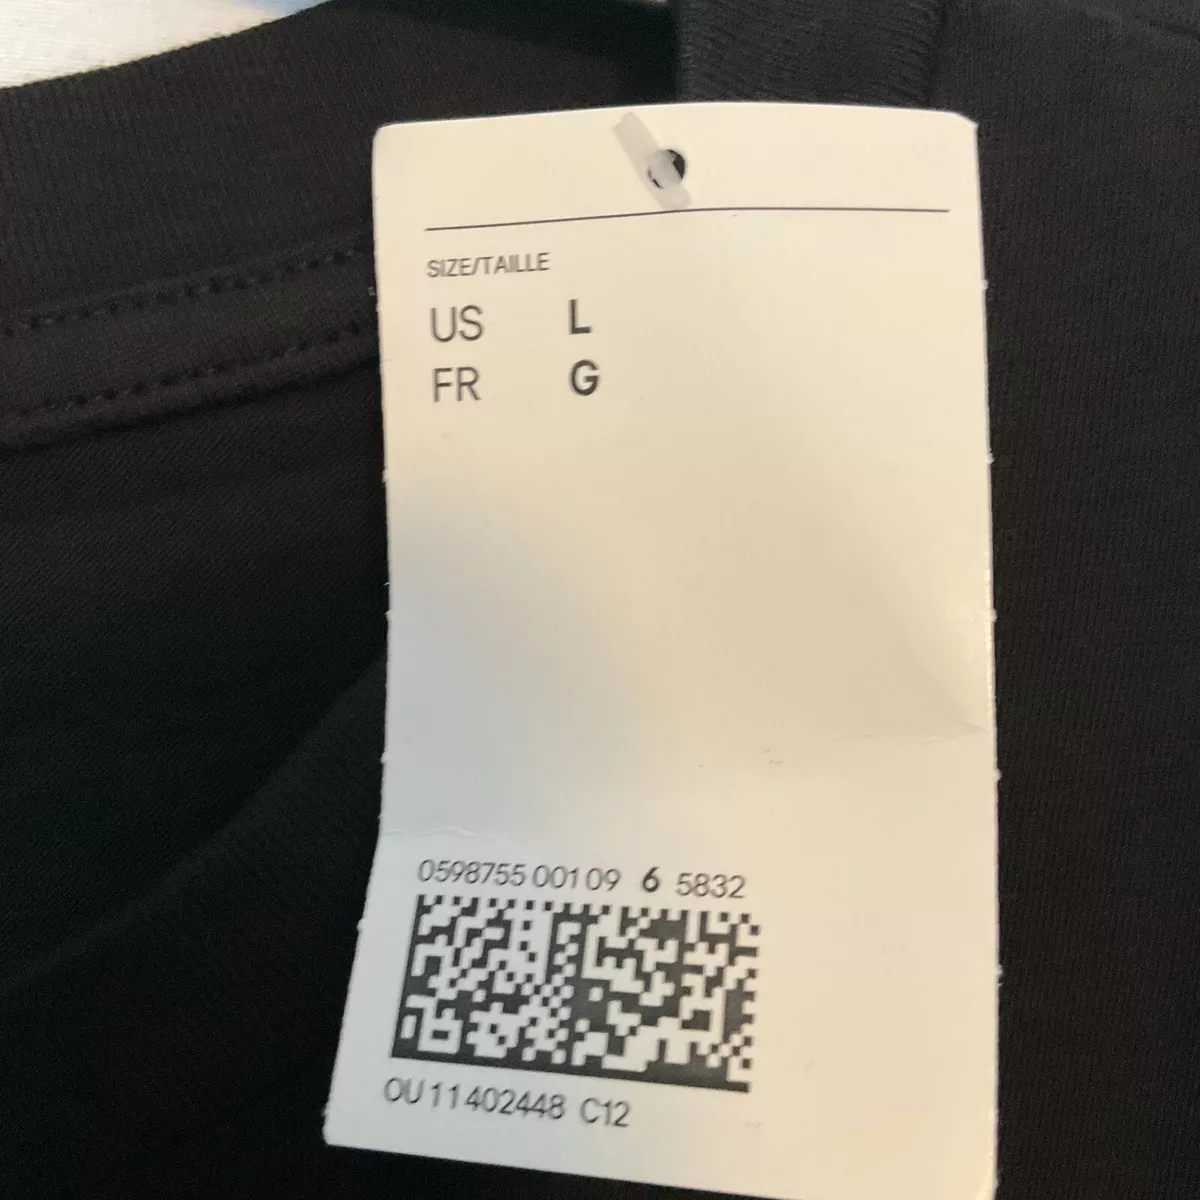 SIZE/TAILLE
US L
FR G
0598755 001 09 6 5832
OU 11402448 C12